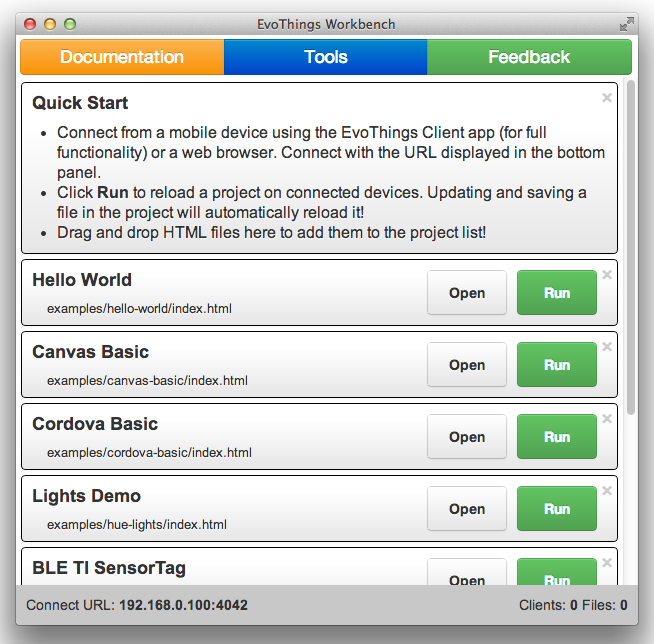 EvoThings Workbench
Documentation Tools Feedback
Quick Start
• Connect from a mobile device using the EvoThings Client app (for full
functionality) or a web browser. Connect with the URL displayed in the bottom
panel.
• Click Run to reload a project on connected devices. Updating and saving a
file in the project will automatically reload it!
• Drag and drop HTML files here to add them to the project list!
Hello World
Open Run
examples/hello-world/index.html
Canvas Basic
Open Run
examples/canvas-basic/index.html
Cordova Basic
Open Run
examples/cordova-basic/index.html
Lights Demo
Open Run
examples/hue-lights/index.html
BLE TI SensorTag
Open Run
Connect URL: 192.168.0.100:4042 Clients: 0 Files: 0